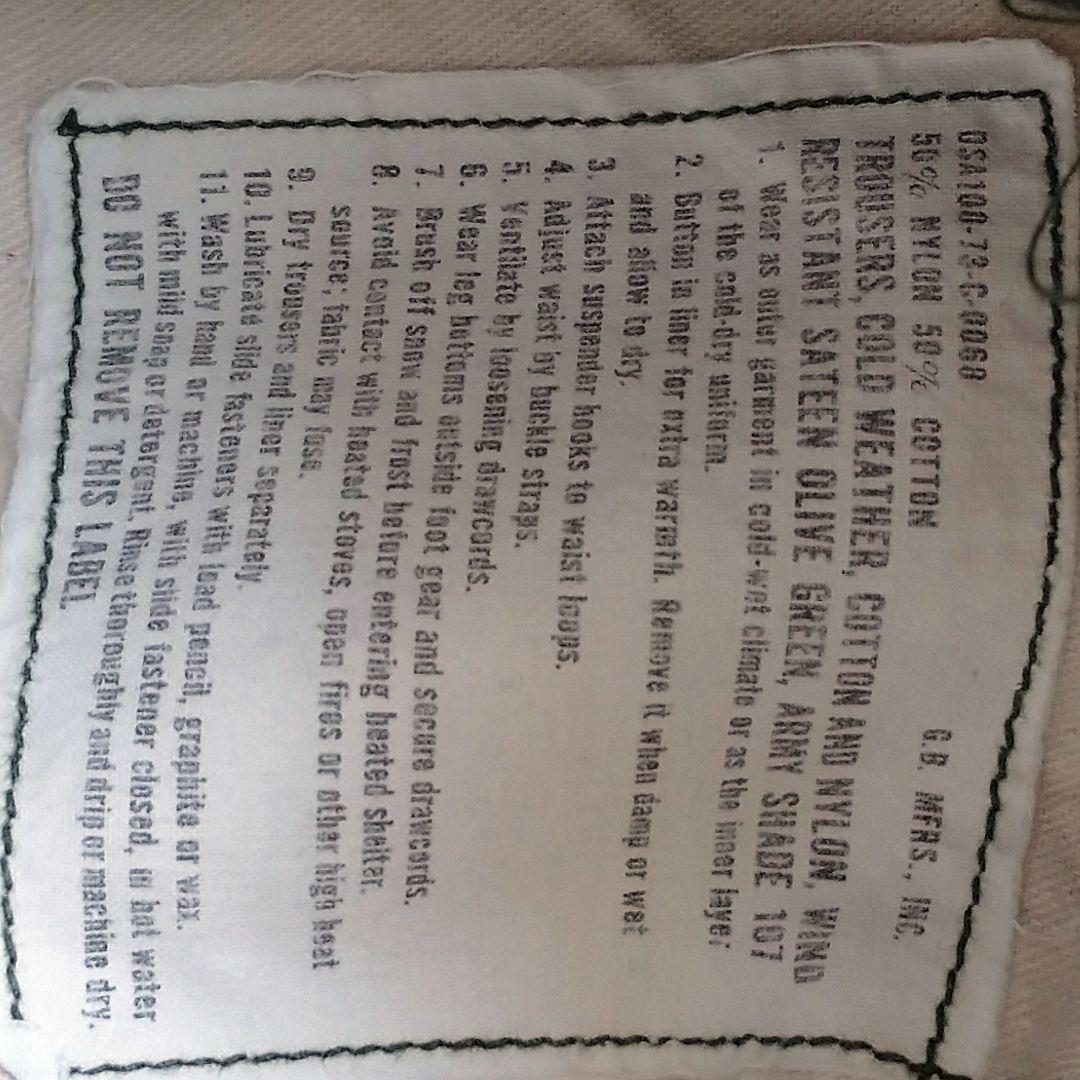 DSA100-73-C-0068
G.B. MFRS., INC.
50% NYLON 50% COTTON
TROUSERS, COLD WEATHER, COTTON AND NYLON, WIND
RESISTANT SATEEN OLIVE GREEN, ARMY SHADE 107
1. Wear as outer garment in cold-wet climate or as the inner layer
of the cold-dry uniform.
2. Button in liner for extra warmth. Remove it when damp or wet
and allow to dry.
3. Attach suspender hooks to waist loops.
4. Adjust waist by buckle straps.
5. Ventilate by loosening drawcords.
6. Wear leg bottoms outside foot gear and secure drawcords.
7. Brush off snow and frost before entering heated shelter.
8. Avoid contact with heated stoves, open fires or other high heat
source; fabric may fuse.
9. Dry trousers and liner separately.
10. Lubricate slide fasteners with lead pencil, graphite or wax.
11. Wash by hand or machine, with slide fastener closed, in hot water
with mild soap or detergent. Rinse thoroughly and drip or machine dry.
DO NOT REMOVE THIS LABEL